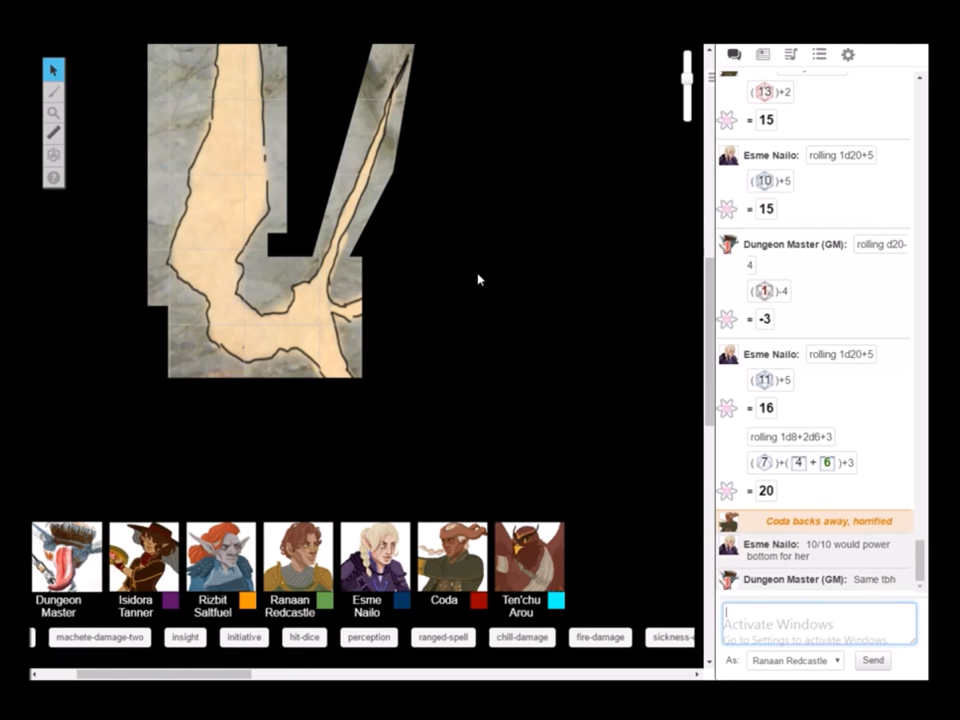 (13)+2
= 15
Esme Nailo: rolling 1d20+5
(10)+5
= 15
Dungeon Master (GM): rolling d20-
4
(1)-4
= -3
Esme Nailo: rolling 1d20+5
(11)+5
= 16
rolling 1d8+2d6+3
(7)+(4+6)+3
= 20
Coda backs away, horrified
Esme Nailo: 10/10 would power
bottom for her
Dungeon Master (GM): Same tbh
Activate Windows
Go to Settings to activate Windows.
As: Ranaan Redcastle Send
Dungeon
Master
Isidora
Tanner
Rizbit
Saltfuel
Ranaan
Redcastle
Esme
Nailo
Coda
Ten'chu
Arou
machete-damage-two insight initiative hit-dice perception ranged-spell chill-damage fire-damage